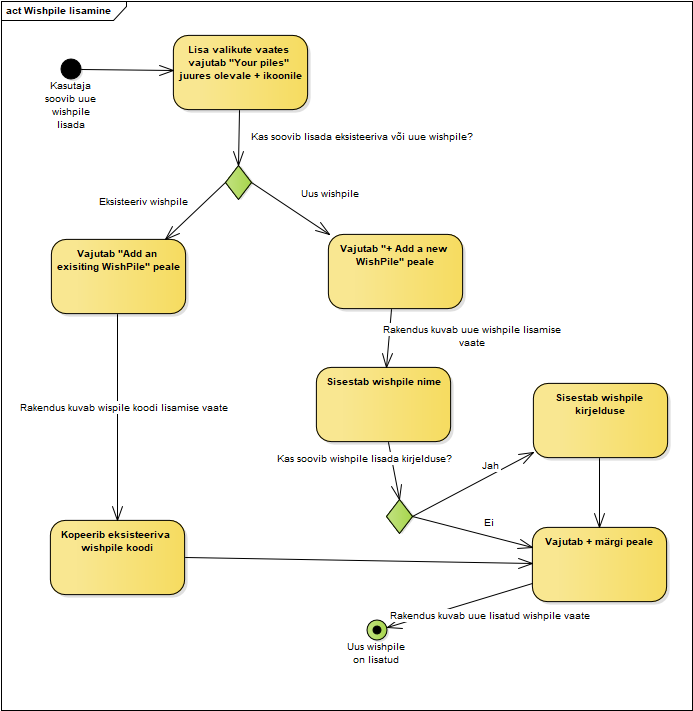 act Wishpile lisamine
Lisa valikute vaates
vajutab "Your piles"
juures olevale + ikoonile
Kasutaja
soovib uue
wishpile
lisada
Kas soovib lisada eksisteeriva või uue wishpile?
Eksisteeriv wishpile
Uus wishpile
Vajutab "Add an
exisiting WishPile" peale
Vajutab "+ Add a new
WishPile" peale
Rakendus kuvab uue wishpile lisamise
vaate
Sisestab wishpile nime
Sisestab wishpile
kirjelduse
Rakendus kuvab wispile koodi lisamise vaate
Kas soovib wishpile lisada kirjelduse?
Jah
Ei
Kopeerib eksisteeriva
wishpile koodi
Vajutab + märgi peale
Rakendus kuvab uue lisatud wishpile vaate
Uus wishpile
on lisatud